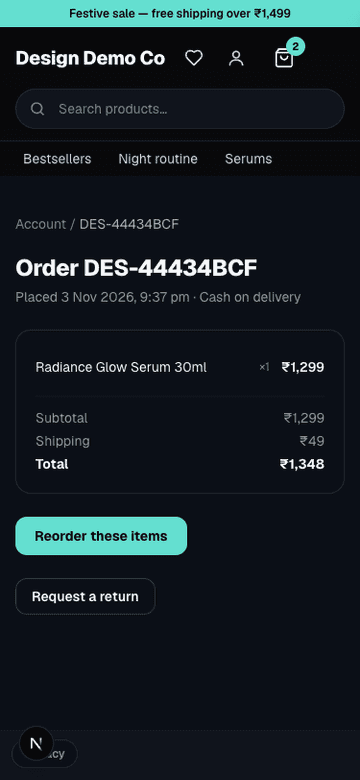 Festive sale — free shipping over ₹1,499
Design Demo Co
2
Search products...
Bestsellers Night routine Serums
Account / DES-44434BCF
Order DES-44434BCF
Placed 3 Nov 2026, 9:37 pm · Cash on delivery
Radiance Glow Serum 30ml ×1 ₹1,299
Subtotal ₹1,299
Shipping ₹49
Total ₹1,348
Reorder these items
Request a return
N